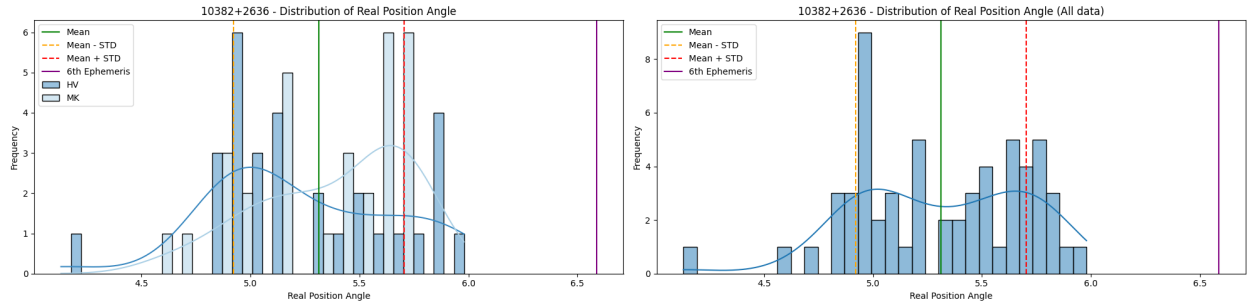 10382+2636 - Distribution of Real Position Angle
Mean
Mean - STD
Mean + STD
6th Ephemeris
HV
MK
Frequency
6
5
4
3
2
1
0
4.5 5.0 5.5 6.0 6.5
Real Position Angle
10382+2636 - Distribution of Real Position Angle (All data)
Mean
Mean - STD
Mean + STD
6th Ephemeris
Frequency
8
6
4
2
0
4.5 5.0 5.5 6.0 6.5
Real Position Angle